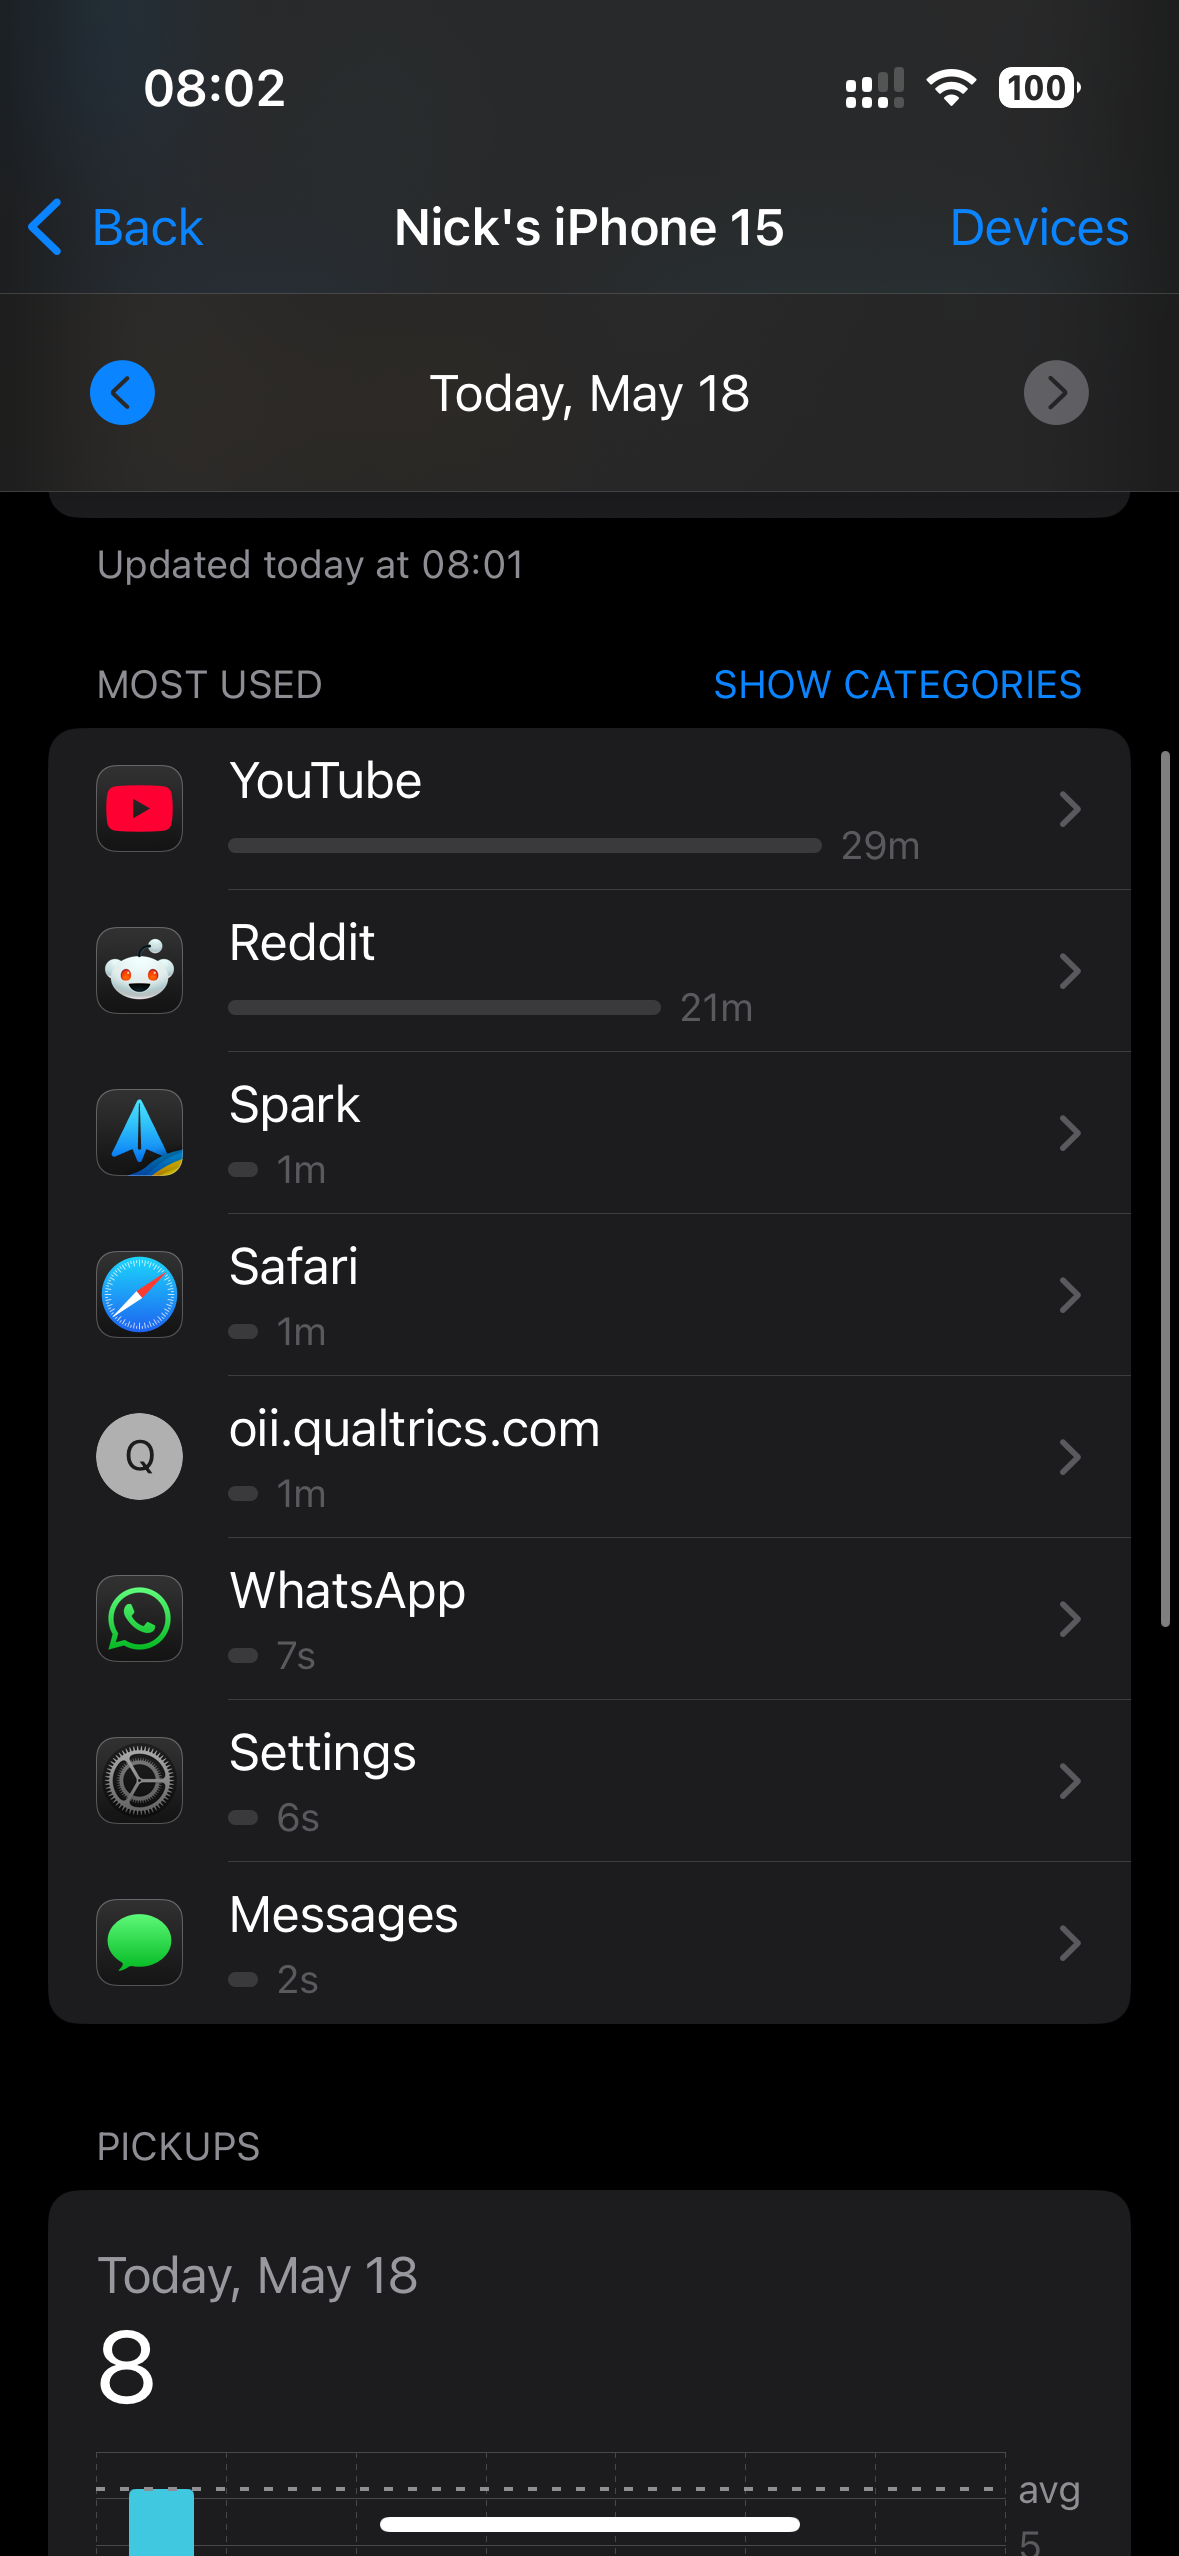 08:02
100
Back
Nick's iPhone 15
Devices
Today, May 18
Updated today at 08:01
MOST USED
SHOW CATEGORIES
YouTube
29m
Reddit
21m
Spark
1m
Safari
1m
Q
oii.qualtrics.com
1m
WhatsApp
7s
Settings
6s
Messages
2s
PICKUPS
Today, May 18
8
avg
5